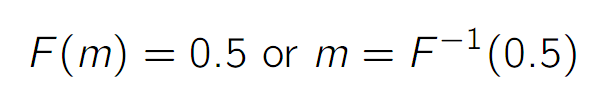 F(m) = 0.5 or m = F⁻¹(0.5)